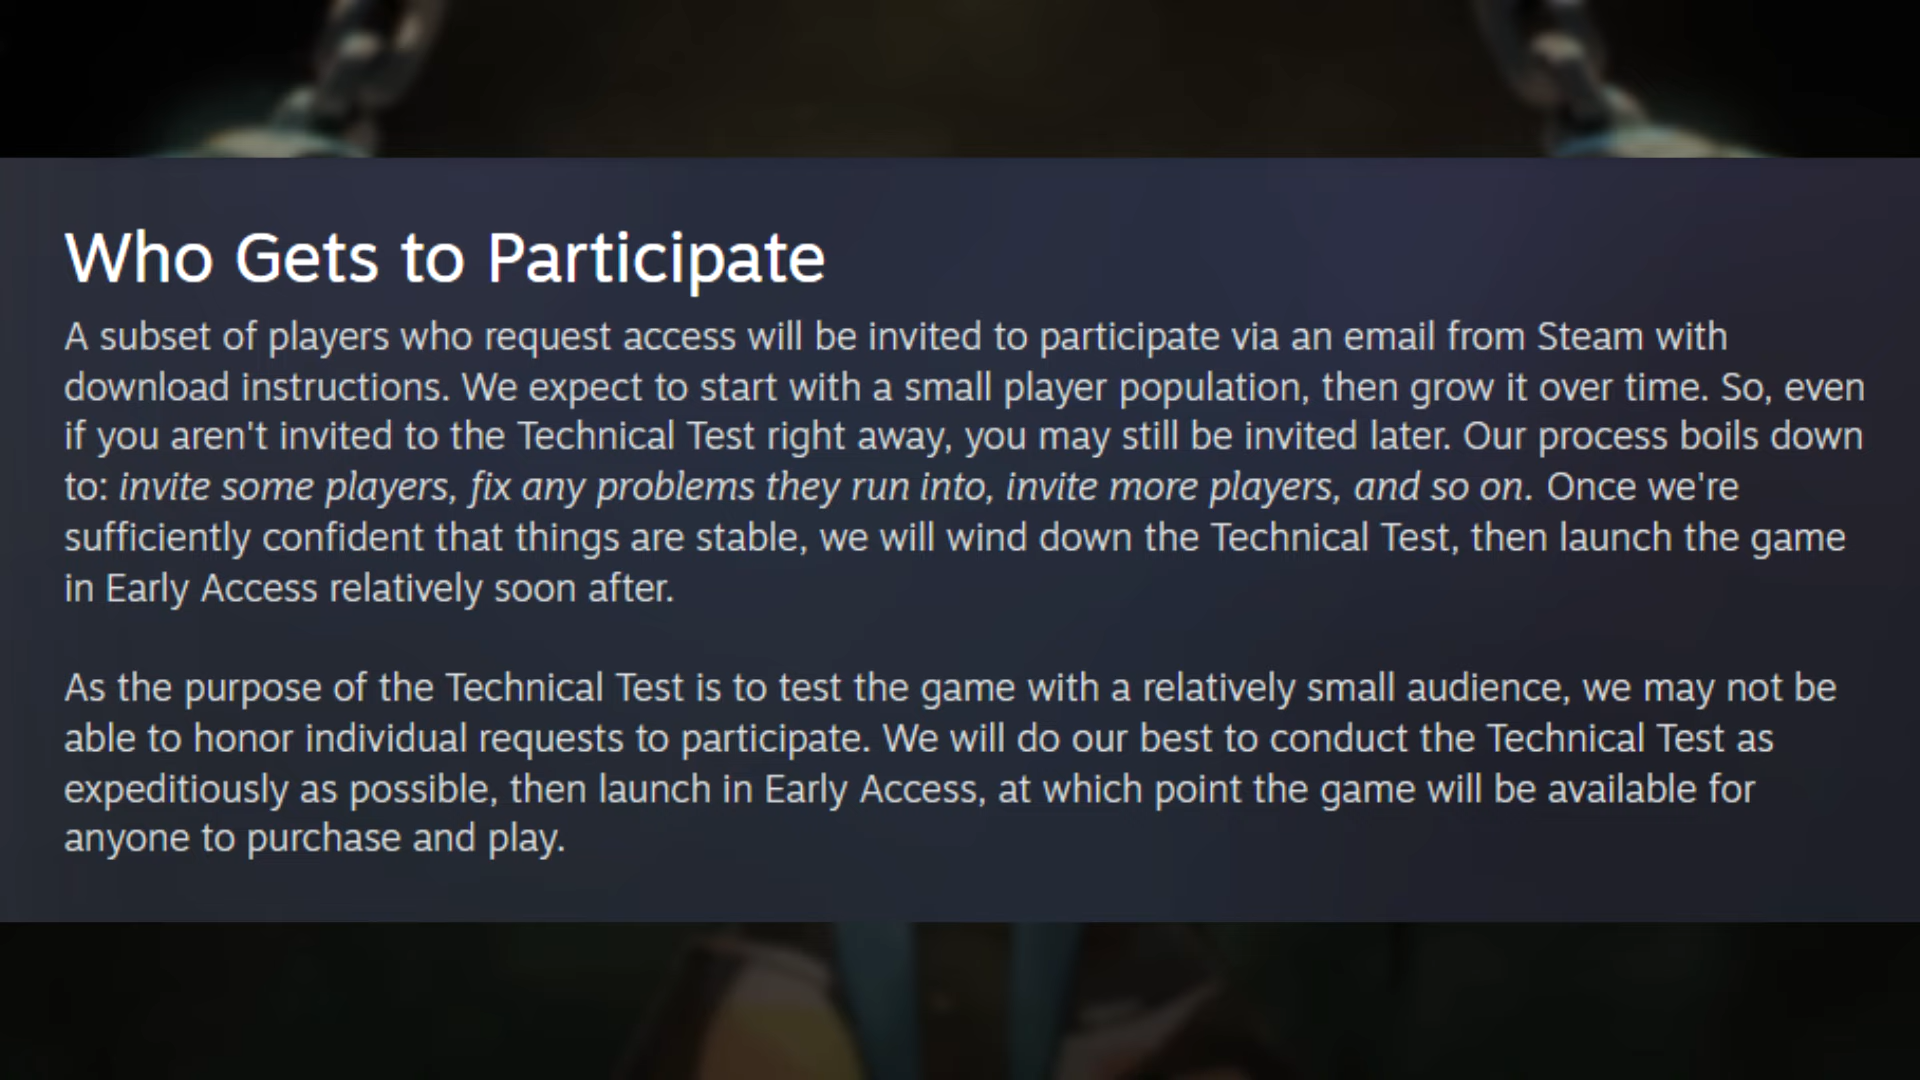 Who Gets to Participate
A subset of players who request access will be invited to participate via an email from Steam with
download instructions. We expect to start with a small player population, then grow it over time. So, even
if you aren't invited to the Technical Test right away, you may still be invited later. Our process boils down
to: invite some players, fix any problems they run into, invite more players, and so on. Once we're
sufficiently confident that things are stable, we will wind down the Technical Test, then launch the game
in Early Access relatively soon after.
As the purpose of the Technical Test is to test the game with a relatively small audience, we may not be
able to honor individual requests to participate. We will do our best to conduct the Technical Test as
expeditiously as possible, then launch in Early Access, at which point the game will be available for
anyone to purchase and play.